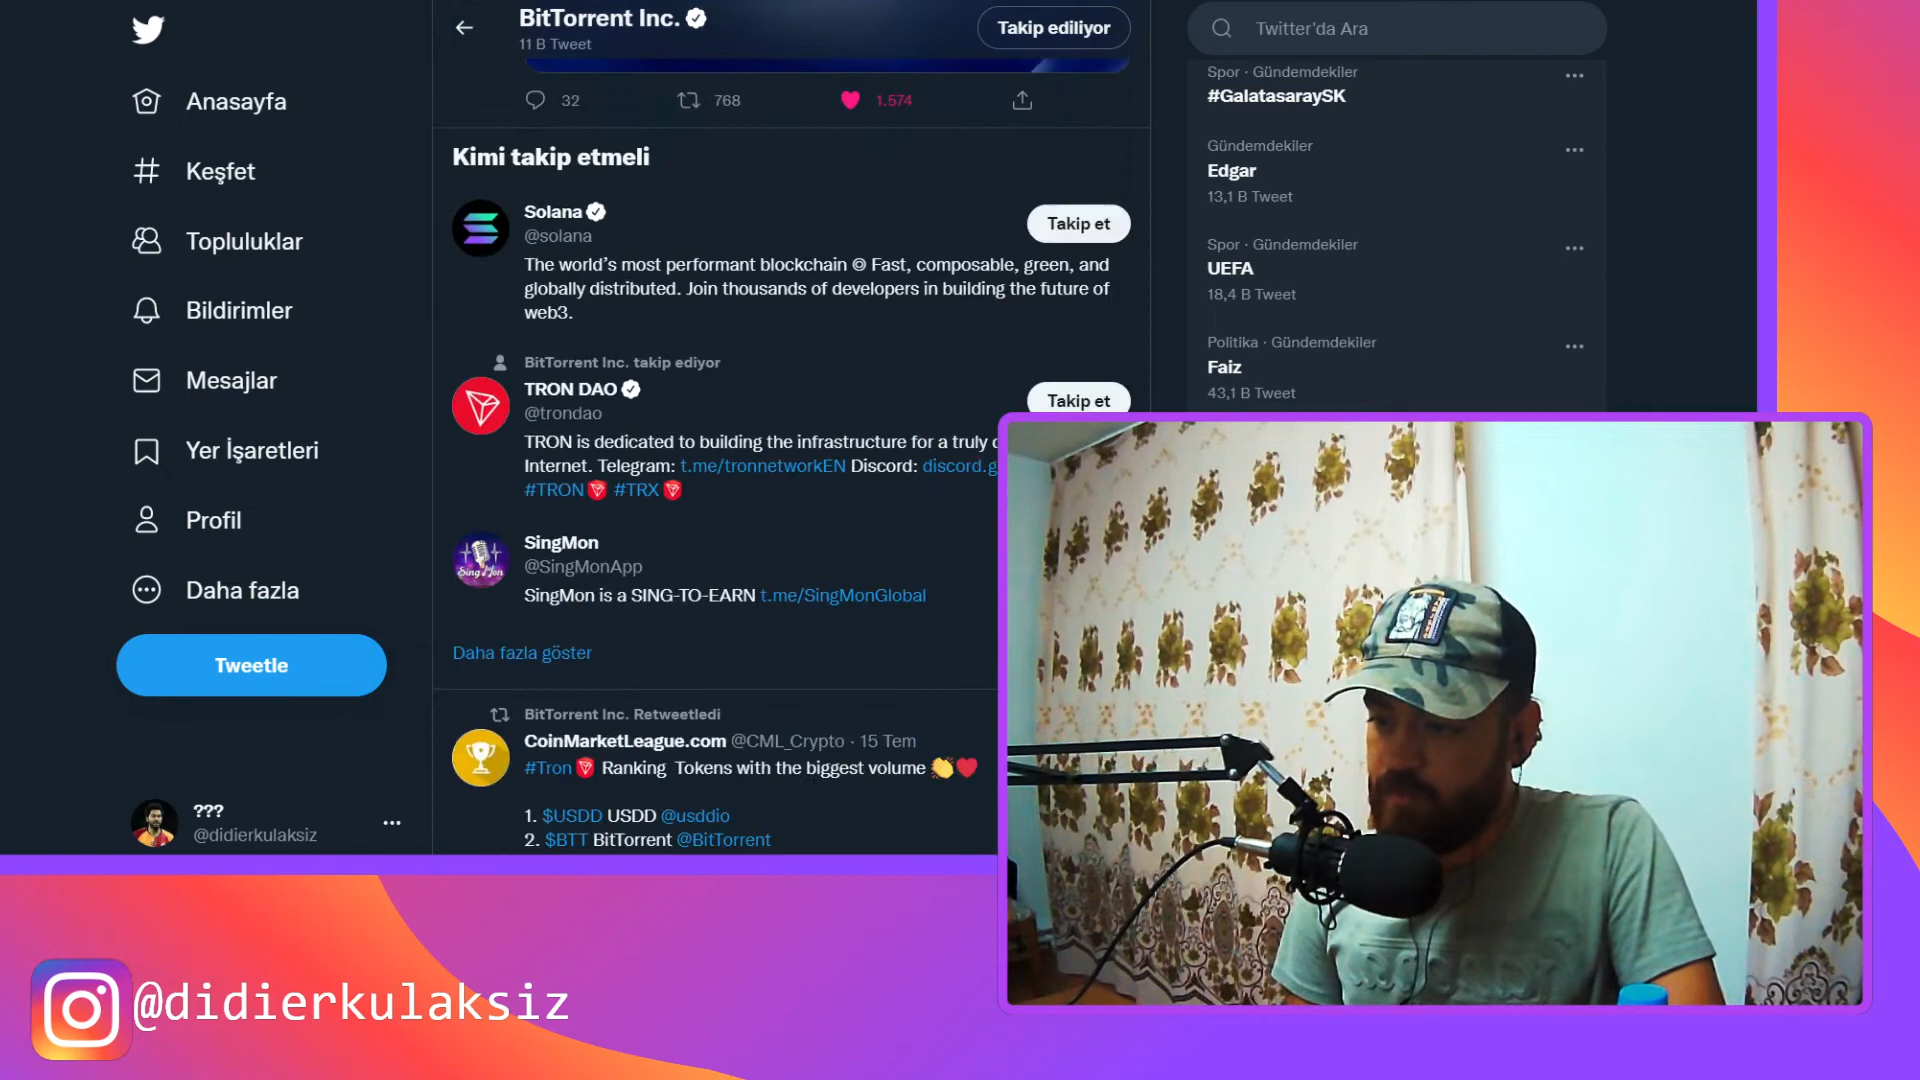 Anasayfa
Keşfet
Topluluklar
Bildirimler
Mesajlar
Yer İşaretleri
Profil
Daha fazla
Tweetle
???
@didierkulaksiz
BitTorrent Inc.
11 B Tweet
Takip ediliyor
32
768
1.574
Kimi takip etmeli
Solana
@solana
Takip et
The world's most performant blockchain ◎ Fast, composable, green, and
globally distributed. Join thousands of developers in building the future of
web3.
BitTorrent Inc. takip ediyor
TRON DAO
@trondao
Takip et
TRON is dedicated to building the infrastructure for a truly
Internet. Telegram: t.me/tronnetworkEN Discord: discord.g
#TRON #TRX
SingMon
@SingMonApp
SingMon is a SING-TO-EARN t.me/SingMonGlobal
Daha fazla göster
BitTorrent Inc. Retweetledi
CoinMarketLeague.com @CML_Crypto · 15 Tem
#Tron Ranking Tokens with the biggest volume 👏❤️
1. $USDD USDD @usddio
2. $BTT BitTorrent @BitTorrent
Twitter'da Ara
Spor · Gündemdekiler
#GalatasaraySK
Gündemdekiler
Edgar
13,1 B Tweet
Spor · Gündemdekiler
UEFA
18,4 B Tweet
Politika · Gündemdekiler
Faiz
43,1 B Tweet
@didierkulaksiz